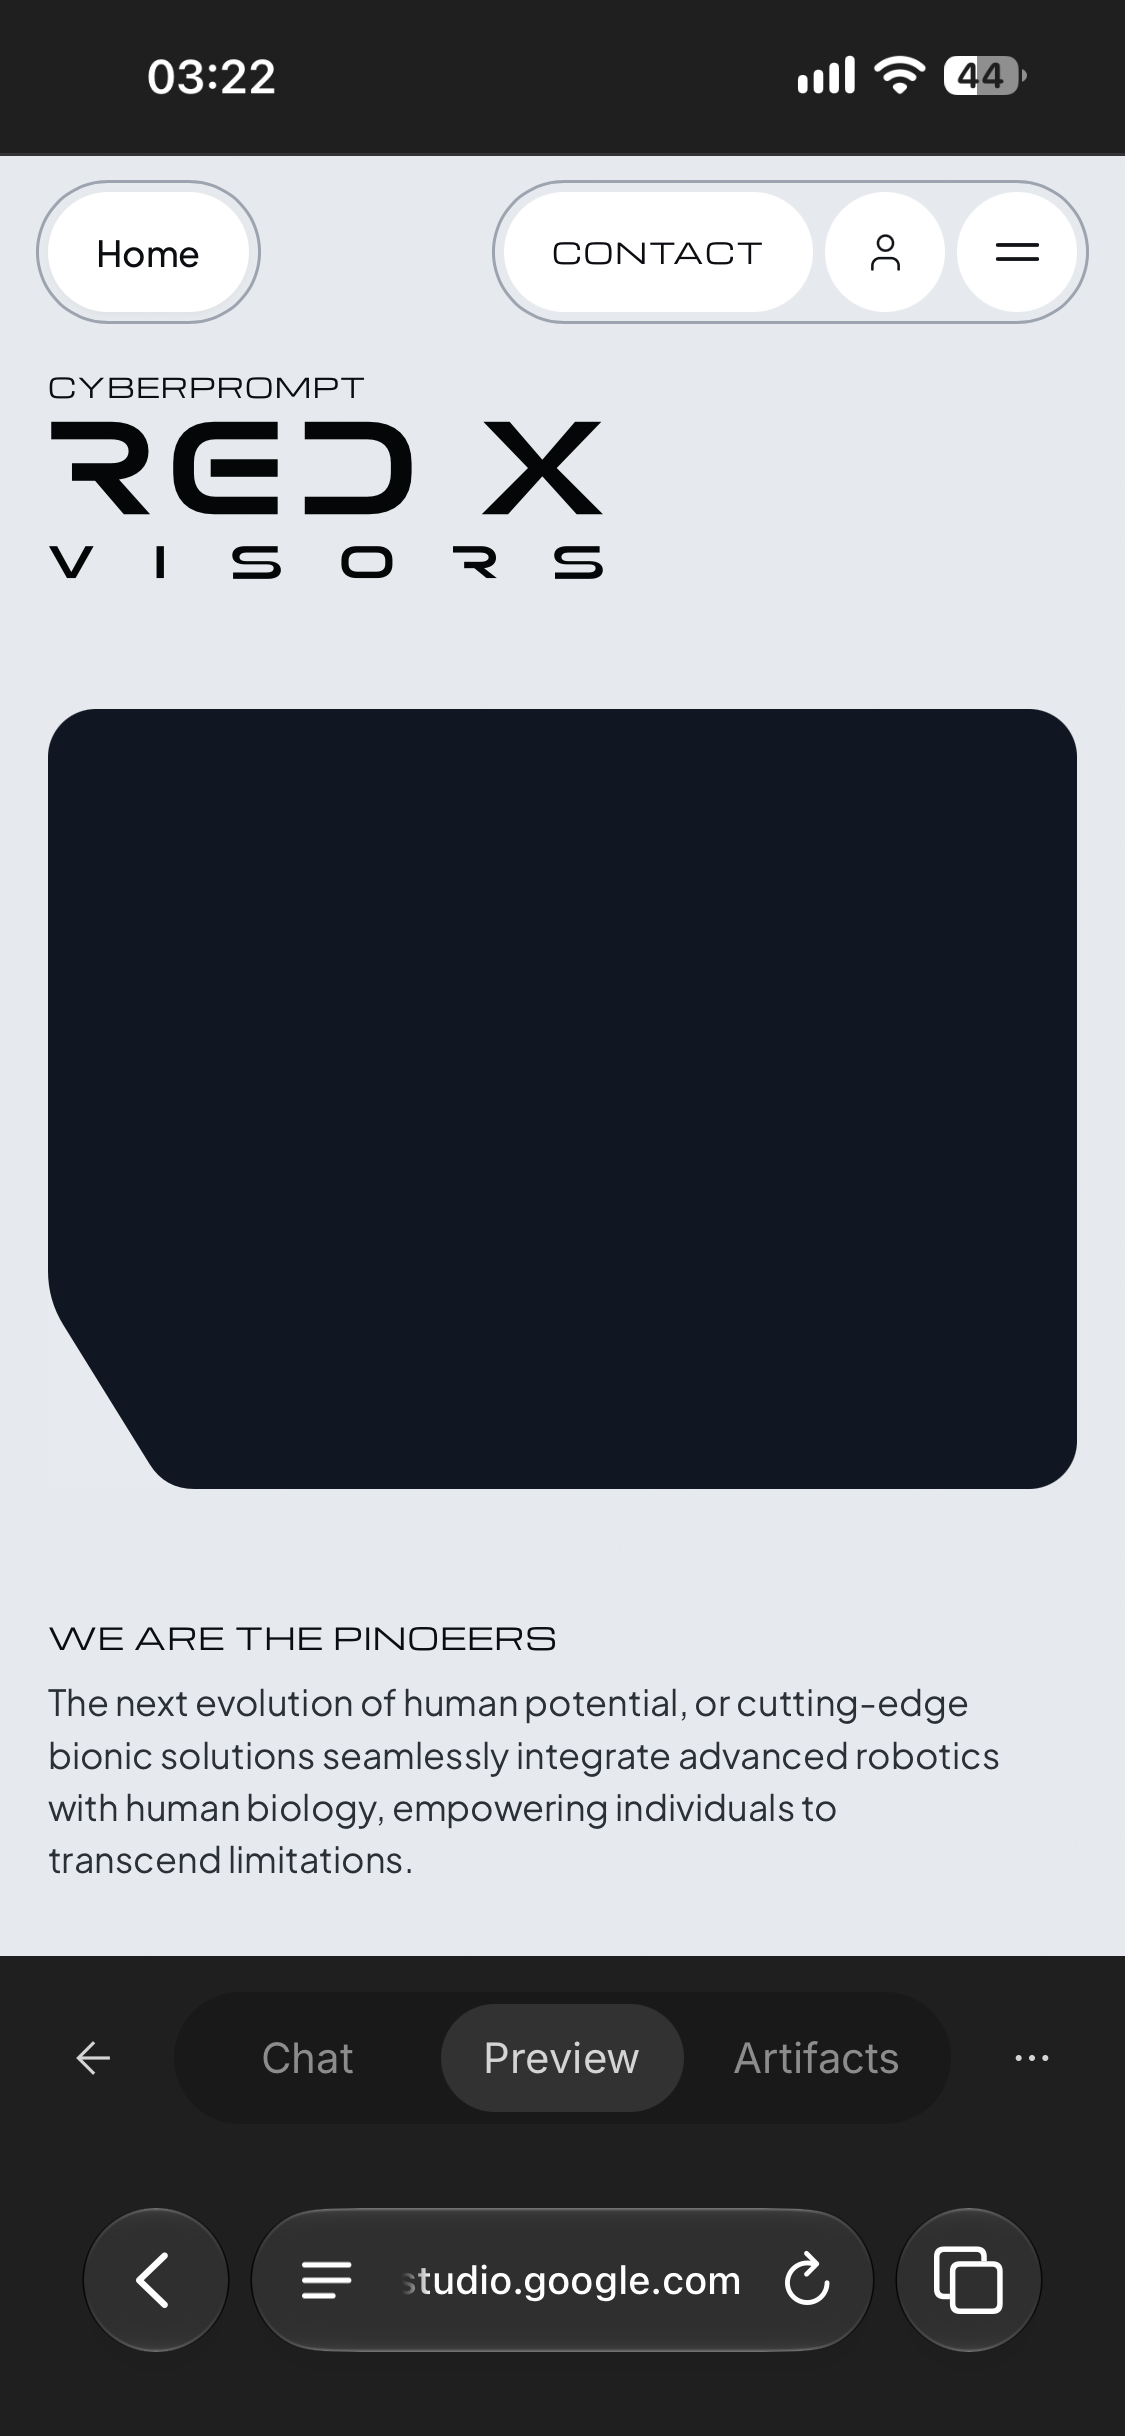 03:22
44
Home
CONTACT
CYBERPROMPT
RED X
VISORS
WE ARE THE PINOEERS
The next evolution of human potential, or cutting-edge
bionic solutions seamlessly integrate advanced robotics
with human biology, empowering individuals to
transcend limitations.
Chat
Preview
Artifacts
studio.google.com